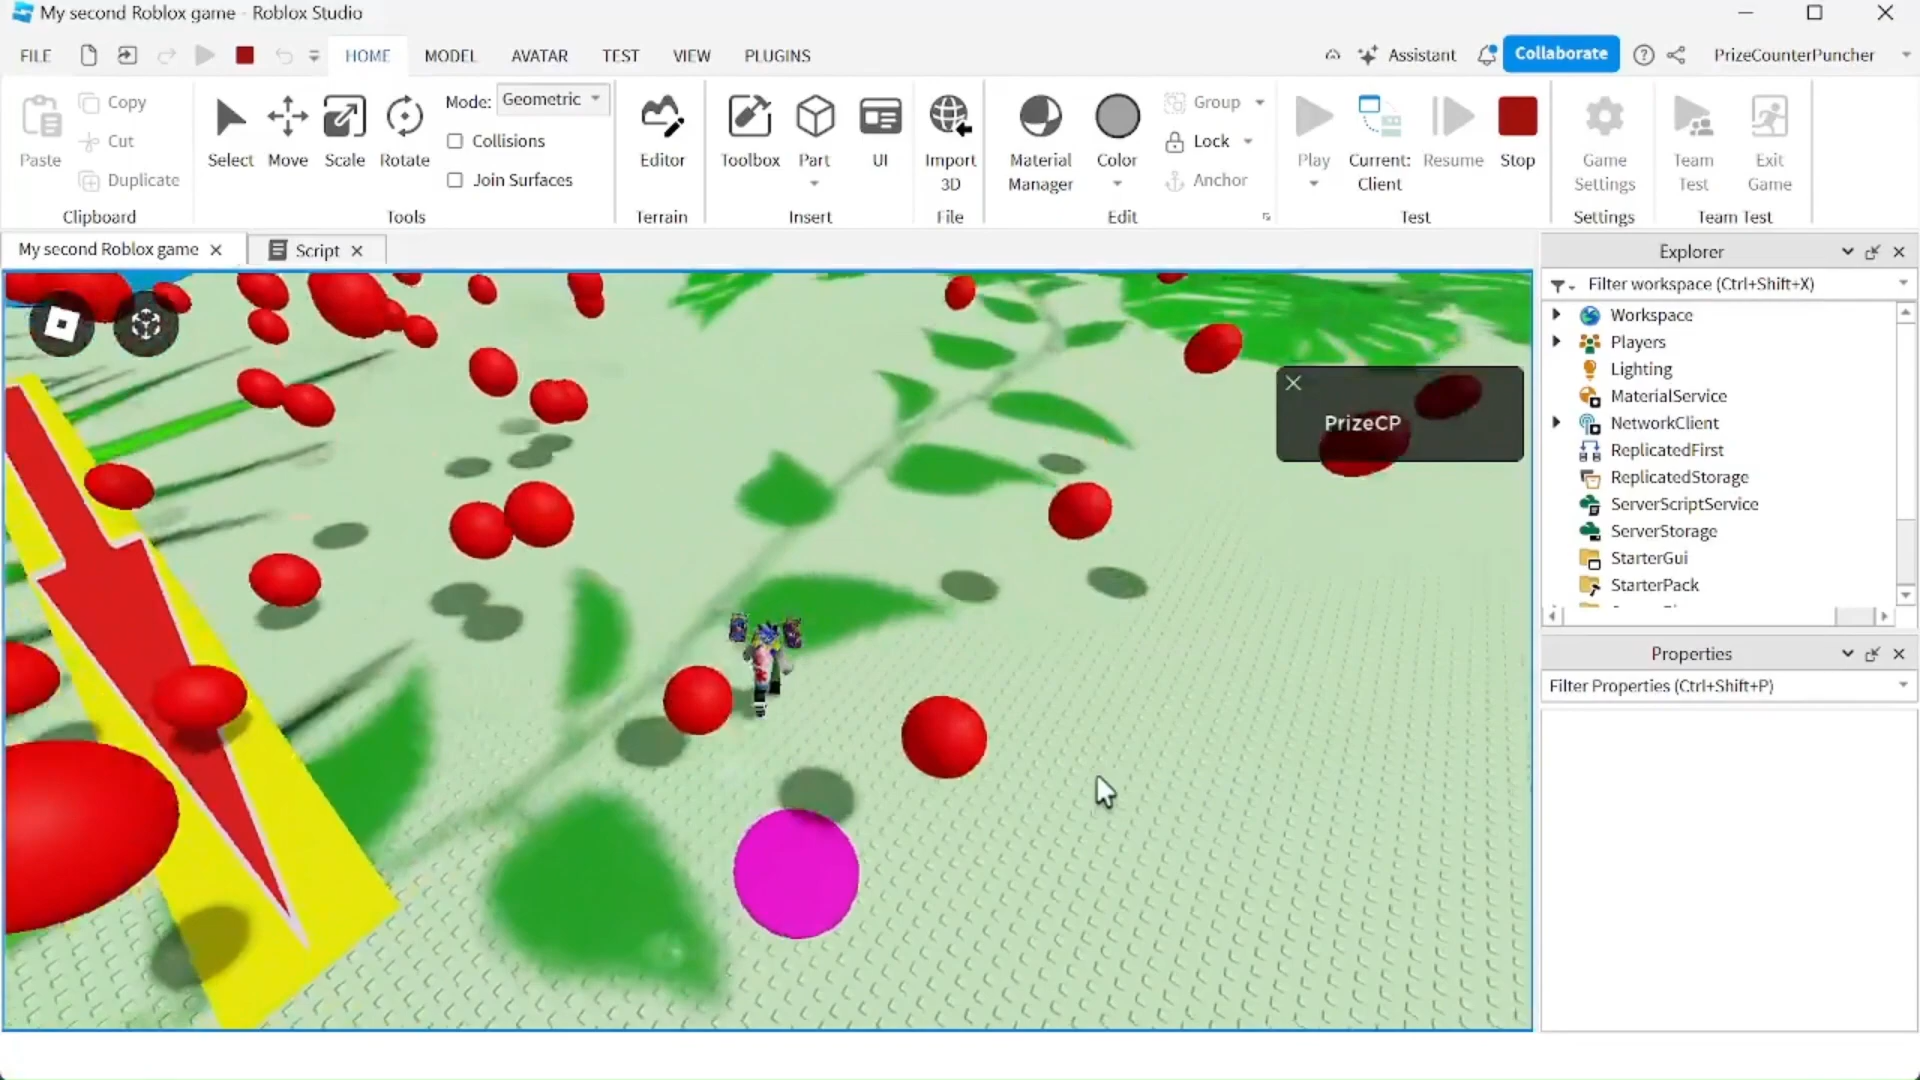 My second Roblox game - Roblox Studio
FILE HOME MODEL AVATAR TEST VIEW PLUGINS Assistant Collaborate PrizeCounterPuncher
Paste
Copy
Cut
Duplicate
Clipboard
Select
Move
Scale
Rotate
Mode: Geometric
Collisions
Join Surfaces
Tools
Editor
Terrain
Toolbox
Part
UI
Insert
Import
3D
File
Material
Manager
Color
Group
Lock
Anchor
Edit
Play
Current:
Client
Resume
Stop
Test
Game
Settings
Settings
Team
Test
Exit
Game
Team Test
My second Roblox game
Script
PrizeCP
Explorer
Filter workspace (Ctrl+Shift+X)
Workspace
Players
Lighting
MaterialService
NetworkClient
ReplicatedFirst
ReplicatedStorage
ServerScriptService
ServerStorage
StarterGui
StarterPack
Properties
Filter Properties (Ctrl+Shift+P)